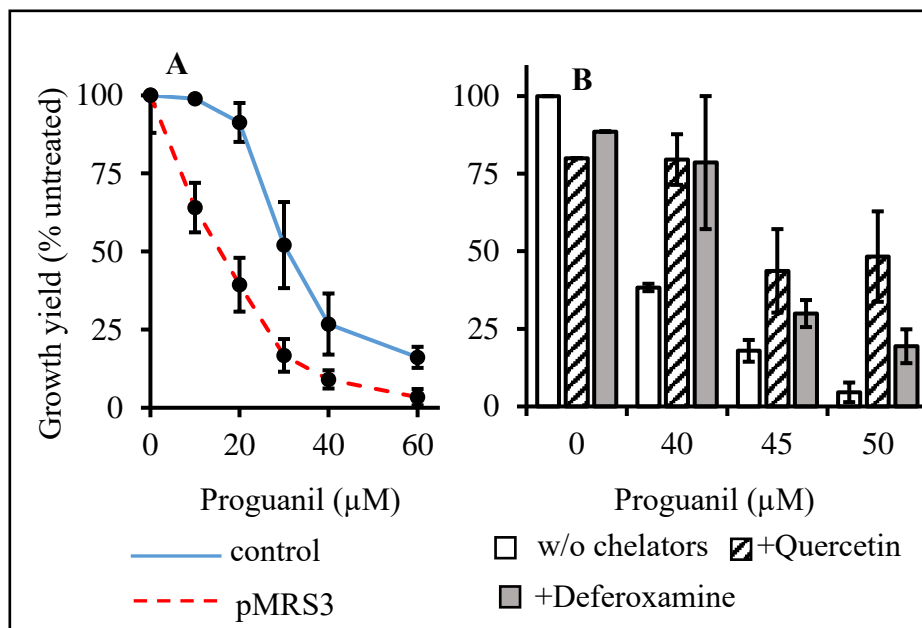 A
B
Growth yield (% untreated)
100
75
50
25
0
0 20 40 60
Proguanil (µM)
100
75
50
25
0
0 40 45 50
Proguanil (µM)
control
pMRS3
w/o chelators
+Quercetin
+Deferoxamine